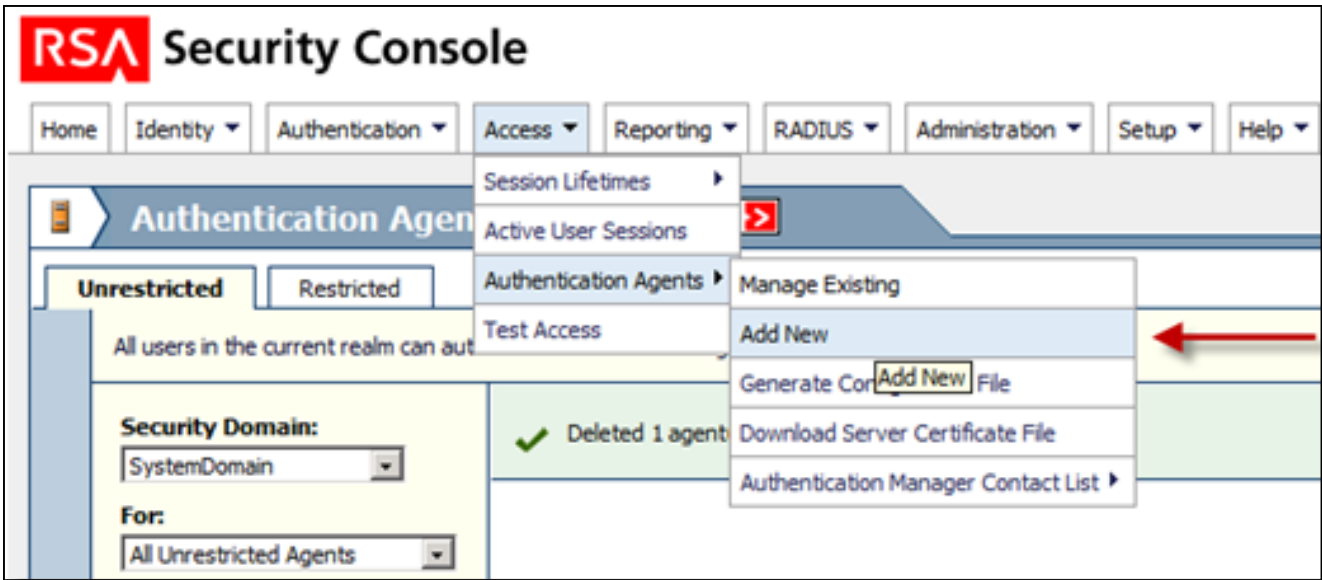 RSA Security Console
Home Identity Authentication Access Reporting RADIUS Administration Setup Help
Session Lifetimes
Authentication Agen
Active User Sessions
Unrestricted Restricted
Authentication Agents
Manage Existing
Test Access
Add New
All users in the current realm can aut
Generate Con File
Add New
Security Domain:
SystemDomain
Deleted 1 agent
Download Server Certificate File
Authentication Manager Contact List
For:
All Unrestricted Agents